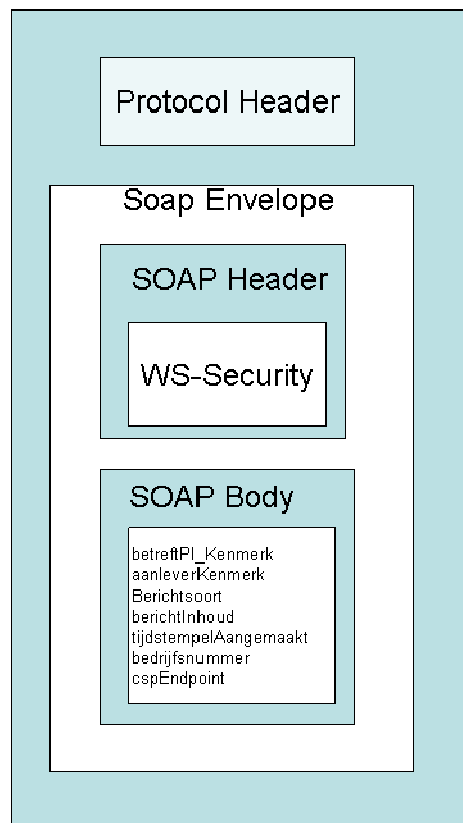 Protocol Header
Soap Envelope
SOAP Header
WS-Security
SOAP Body
betreftPI_Kenmerk
aanleverKenmerk
Berichtsoort
berichtInhoud
tijdstempelAangemaakt
bedrijfsnummer
cspEndpoint